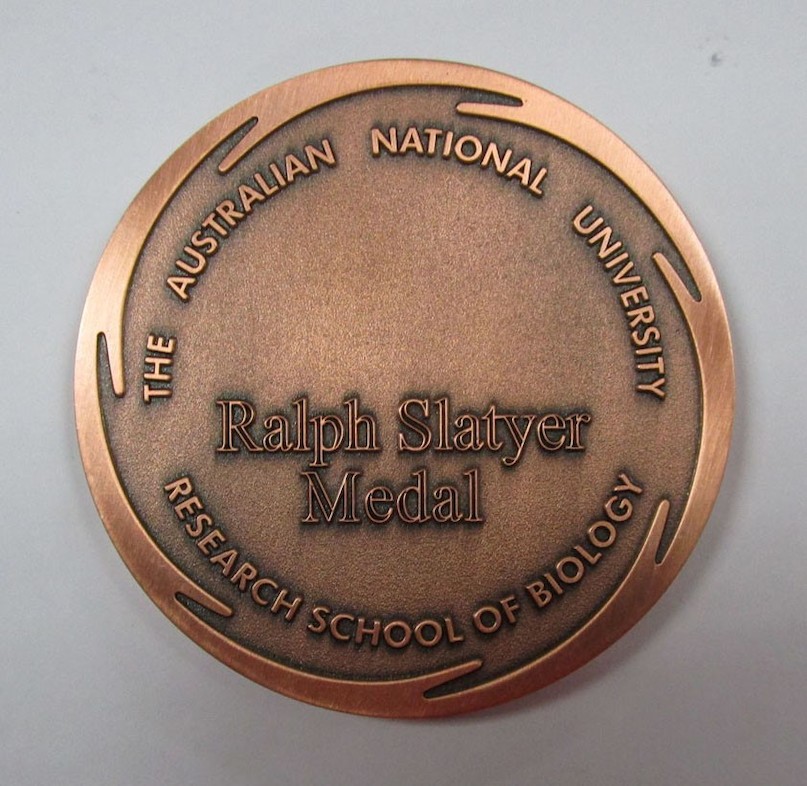 THE AUSTRALIAN NATIONAL UNIVERSITY
Ralph Slatyer
Medal
RESEARCH SCHOOL OF BIOLOGY